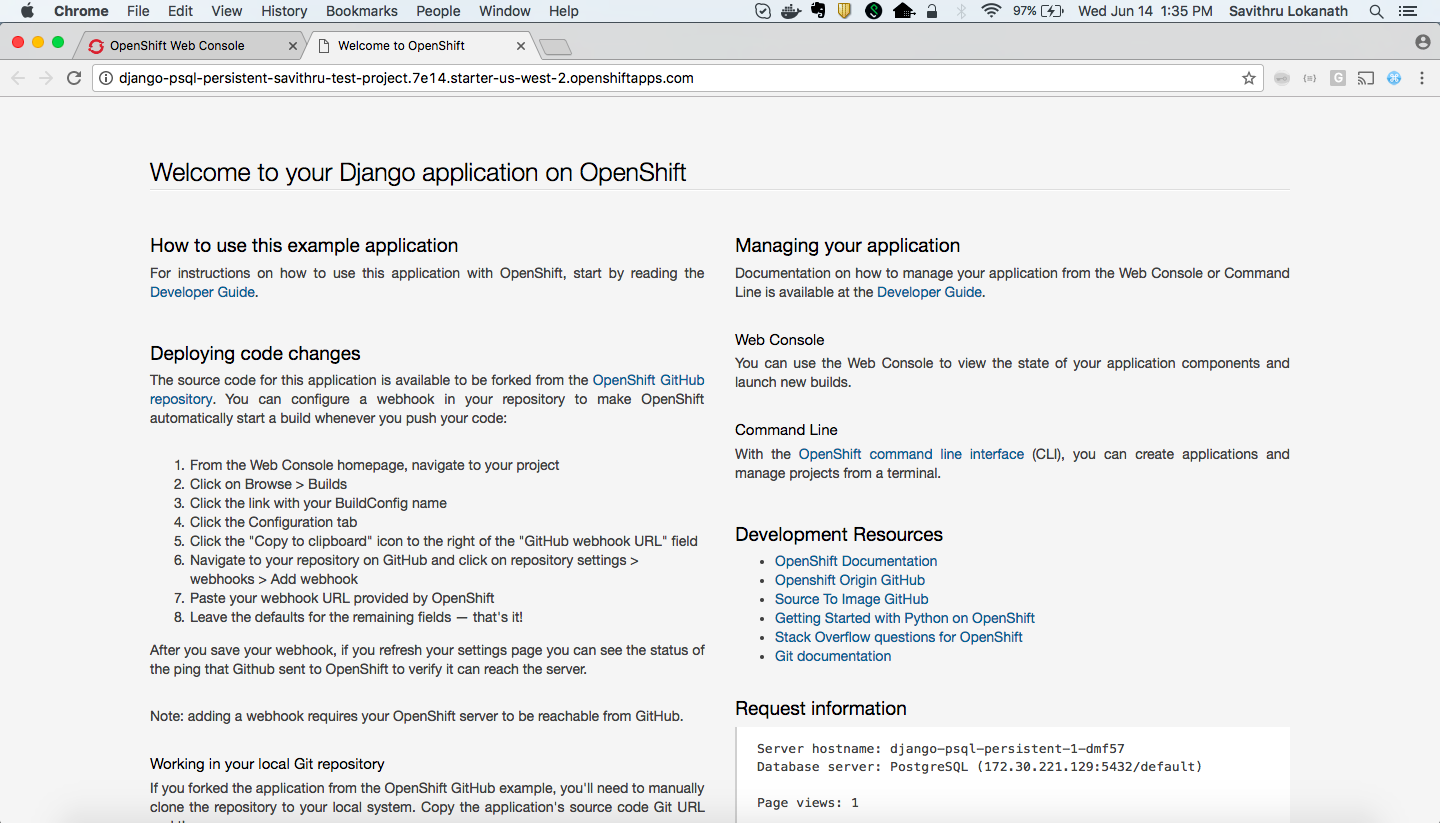 Chrome File Edit View History Bookmarks People Window Help 97% Wed Jun 14 1:35 PM Savithru Lokanath
OpenShift Web Console Welcome to OpenShift
django-psql-persistent-savithru-test-project.7e14.starter-us-west-2.openshiftapps.com
Welcome to your Django application on OpenShift
How to use this example application
For instructions on how to use this application with OpenShift, start by reading the
Developer Guide.
Deploying code changes
The source code for this application is available to be forked from the OpenShift GitHub
repository. You can configure a webhook in your repository to make OpenShift
automatically start a build whenever you push your code:
1. From the Web Console homepage, navigate to your project
2. Click on Browse > Builds
3. Click the link with your BuildConfig name
4. Click the Configuration tab
5. Click the "Copy to clipboard" icon to the right of the "GitHub webhook URL" field
6. Navigate to your repository on GitHub and click on repository settings >
webhooks > Add webhook
7. Paste your webhook URL provided by OpenShift
8. Leave the defaults for the remaining fields — that's it!
After you save your webhook, if you refresh your settings page you can see the status of
the ping that Github sent to OpenShift to verify it can reach the server.
Note: adding a webhook requires your OpenShift server to be reachable from GitHub.
Working in your local Git repository
If you forked the application from the OpenShift GitHub example, you'll need to manually
clone the repository to your local system. Copy the application's source code Git URL
Managing your application
Documentation on how to manage your application from the Web Console or Command
Line is available at the Developer Guide.
Web Console
You can use the Web Console to view the state of your application components and
launch new builds.
Command Line
With the OpenShift command line interface (CLI), you can create applications and
manage projects from a terminal.
Development Resources
• OpenShift Documentation
• Openshift Origin GitHub
• Source To Image GitHub
• Getting Started with Python on OpenShift
• Stack Overflow questions for OpenShift
• Git documentation
Request information
Server hostname: django-psql-persistent-1-dmf57
Database server: PostgreSQL (172.30.221.129:5432/default)
Page views: 1